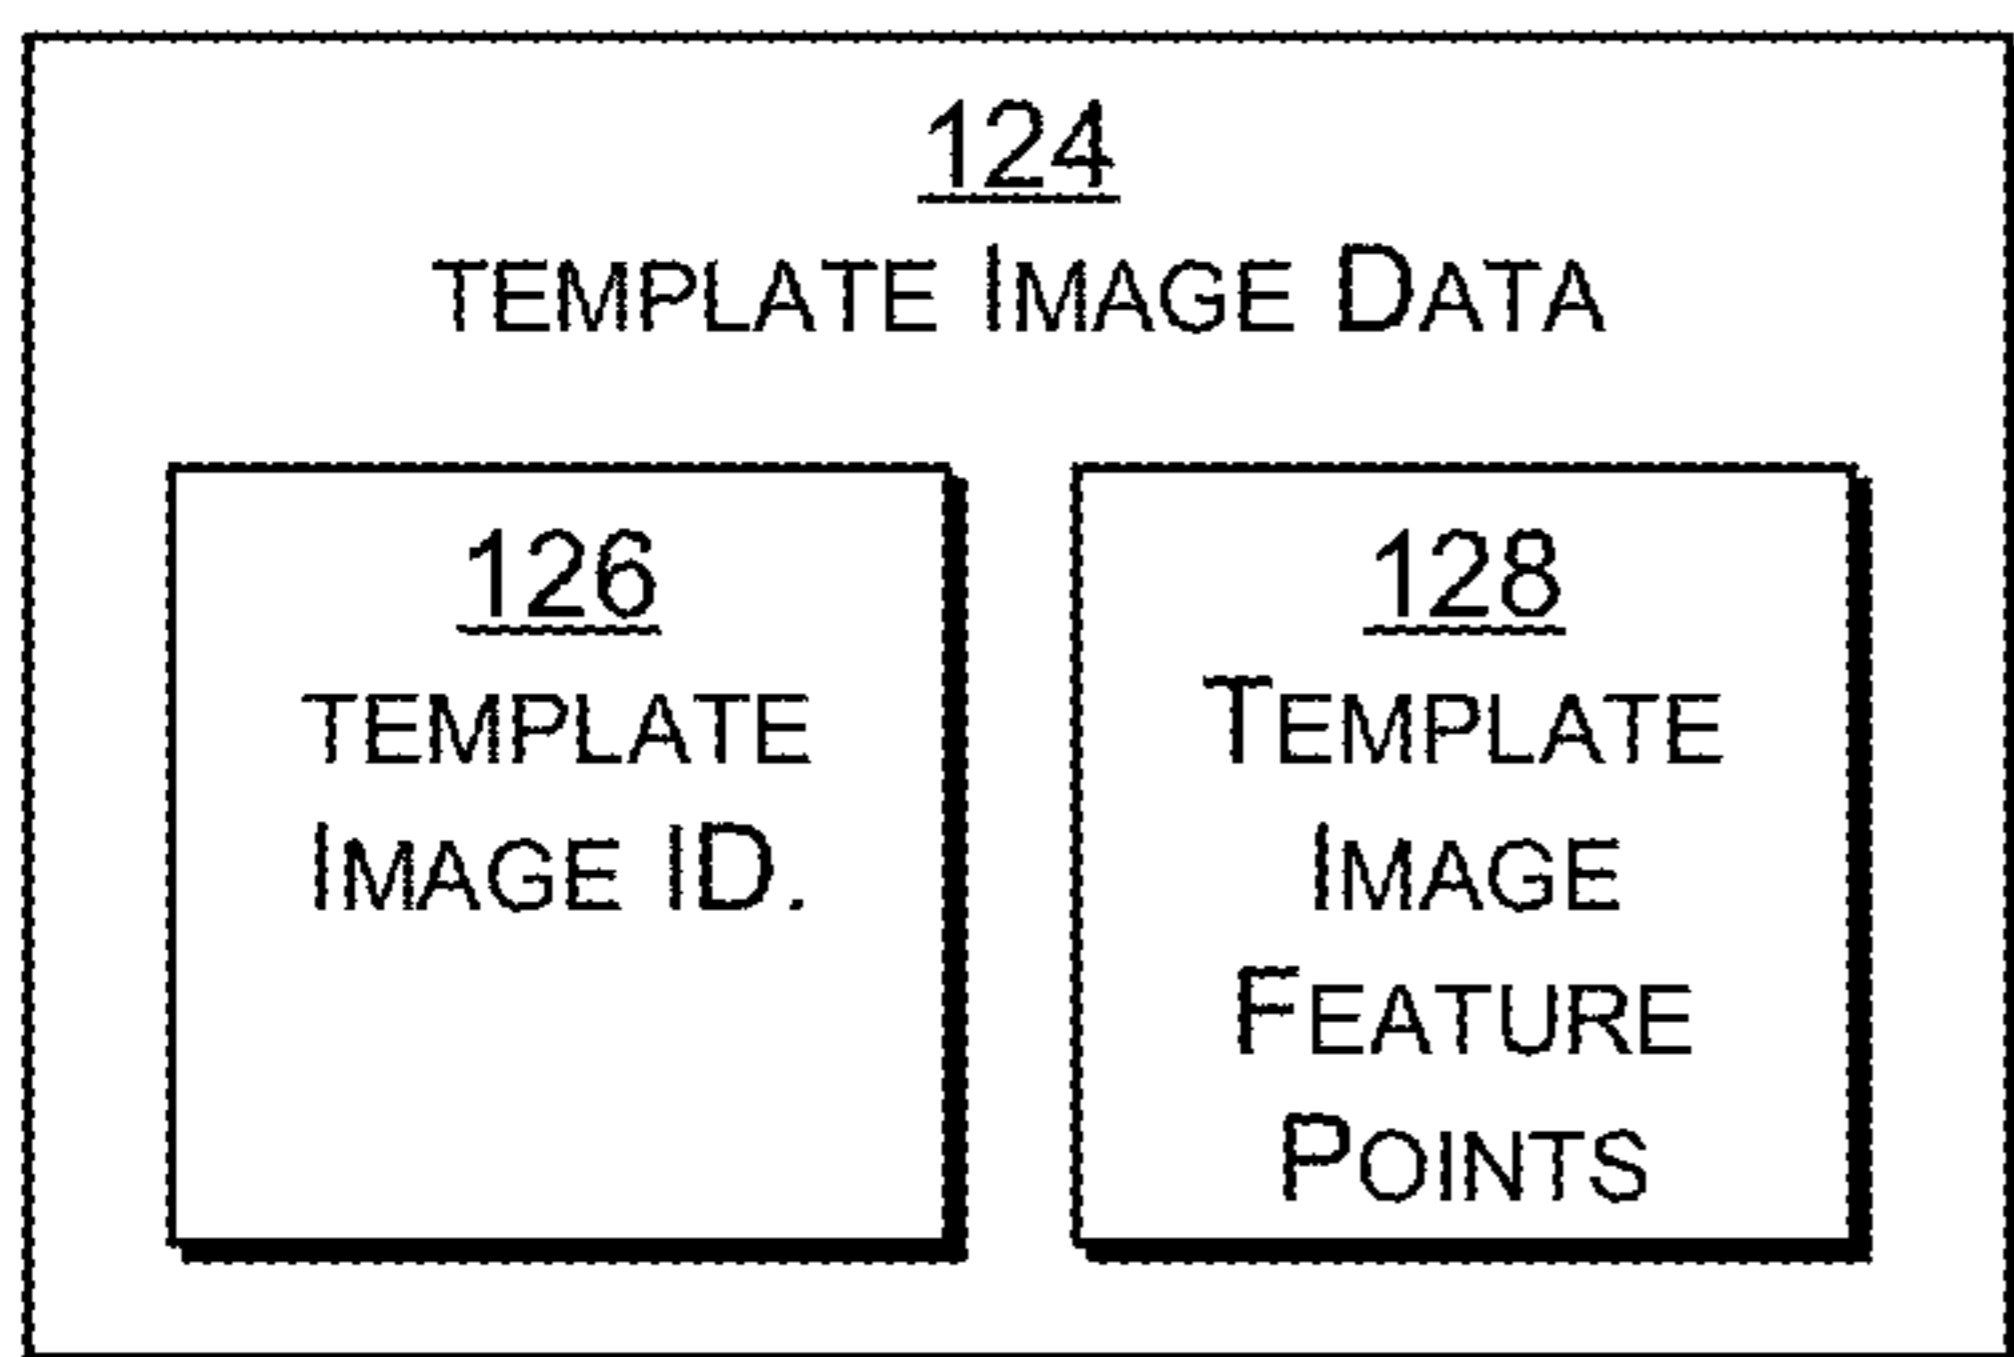 124
TEMPLATE IMAGE DATA
126
TEMPLATE
IMAGE ID.
128
TEMPLATE
IMAGE
FEATURE
POINTS